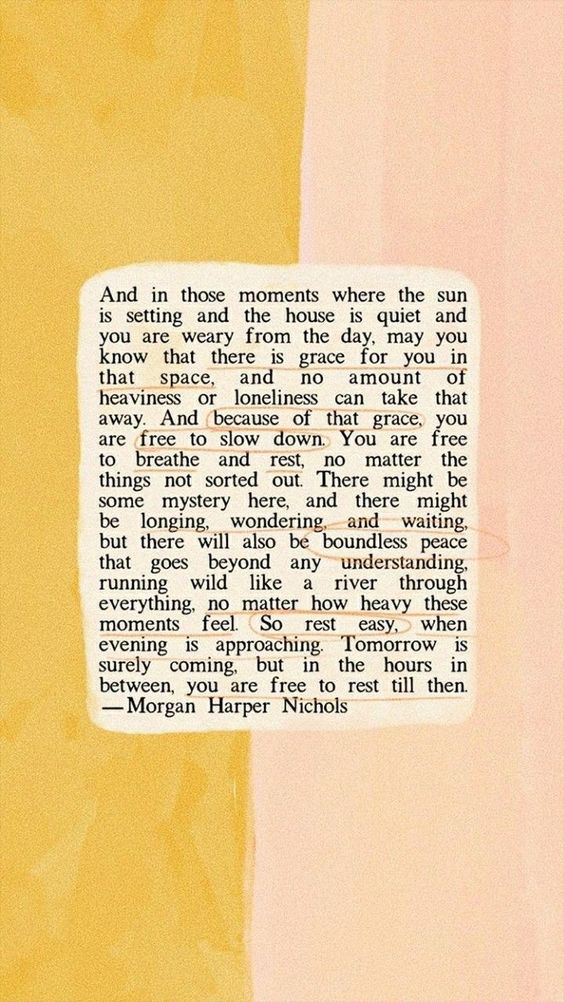 And in those moments where the sun
is setting and the house is quiet and
you are weary from the day, may you
know that there is grace for you in
that space, and no amount of
heaviness or loneliness can take that
away. And because of that grace, you
are free to slow down. You are free
to breathe and rest, no matter the
things not sorted out. There might be
some mystery here, and there might
be longing, wondering, and waiting,
but there will also be boundless peace
that goes beyond any understanding,
running wild like a river through
everything, no matter how heavy these
moments feel. So rest easy, when
evening is approaching. Tomorrow is
surely coming, but in the hours in
between, you are free to rest till then.
—Morgan Harper Nichols